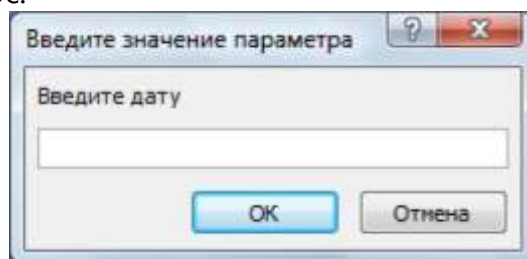 Введите значение параметра
Введите дату
ОК
Отмена